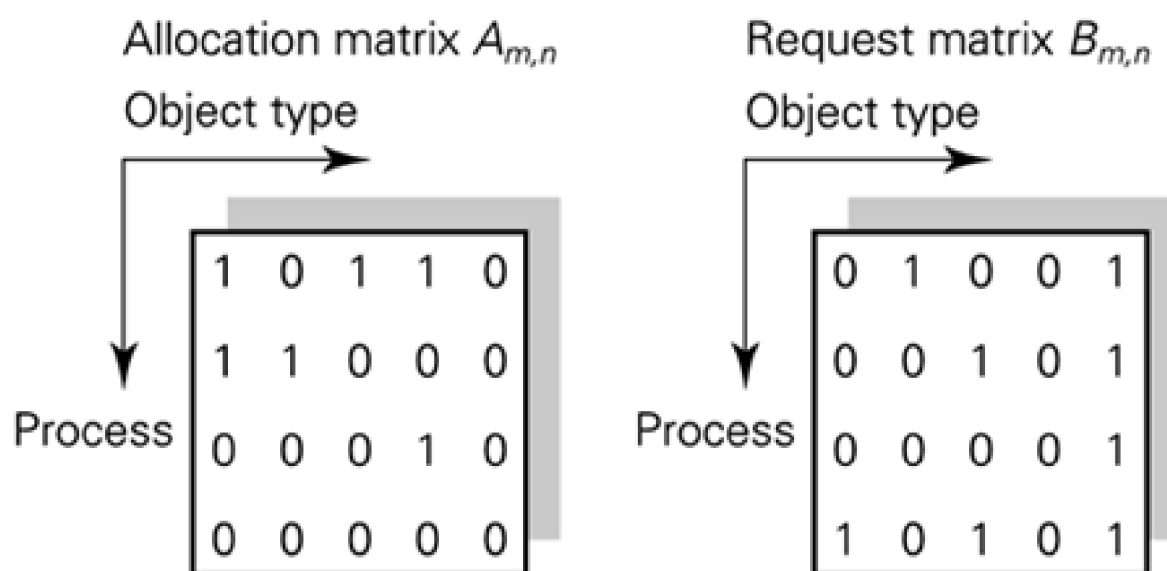 Allocation matrix A_{m,n}
Object type
Process
1 0 1 1 0
1 1 0 0 0
0 0 0 1 0
0 0 0 0 0
Request matrix B_{m,n}
Object type
Process
0 1 0 0 1
0 0 1 0 1
0 0 0 0 1
1 0 1 0 1